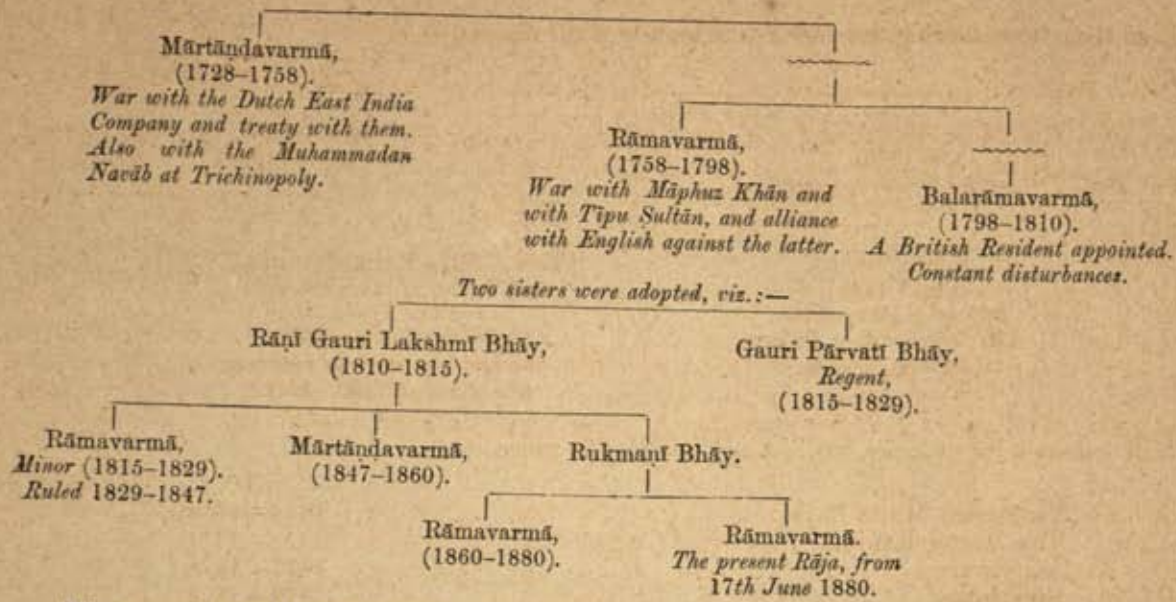 Mārtāṇḍavarmā,
(1728–1758).
War with the Dutch East India
Company and treaty with them.
Also with the Muhammadan
Navāb at Trichinopoly.
Rāmavarmā,
(1758–1798).
War with Māphuz Khān and
with Tīpu Sultān, and alliance
with English against the latter.
Balarāmavarmā,
(1798–1810).
A British Resident appointed.
Constant disturbances.
Two sisters were adopted, viz.:—
Rāṇī Gauri Lakshmī Bhāy,
(1810–1815).
Gauri Pārvatī Bhāy,
Regent,
(1815–1829).
Rāmavarmā,
Minor (1815–1829).
Ruled 1829–1847.
Mārtāṇḍavarmā,
(1847–1860).
Rukmaṇī Bhāy.
Rāmavarmā,
(1860–1880).
Rāmavarmā.
The present Rāja, from
17th June 1880.